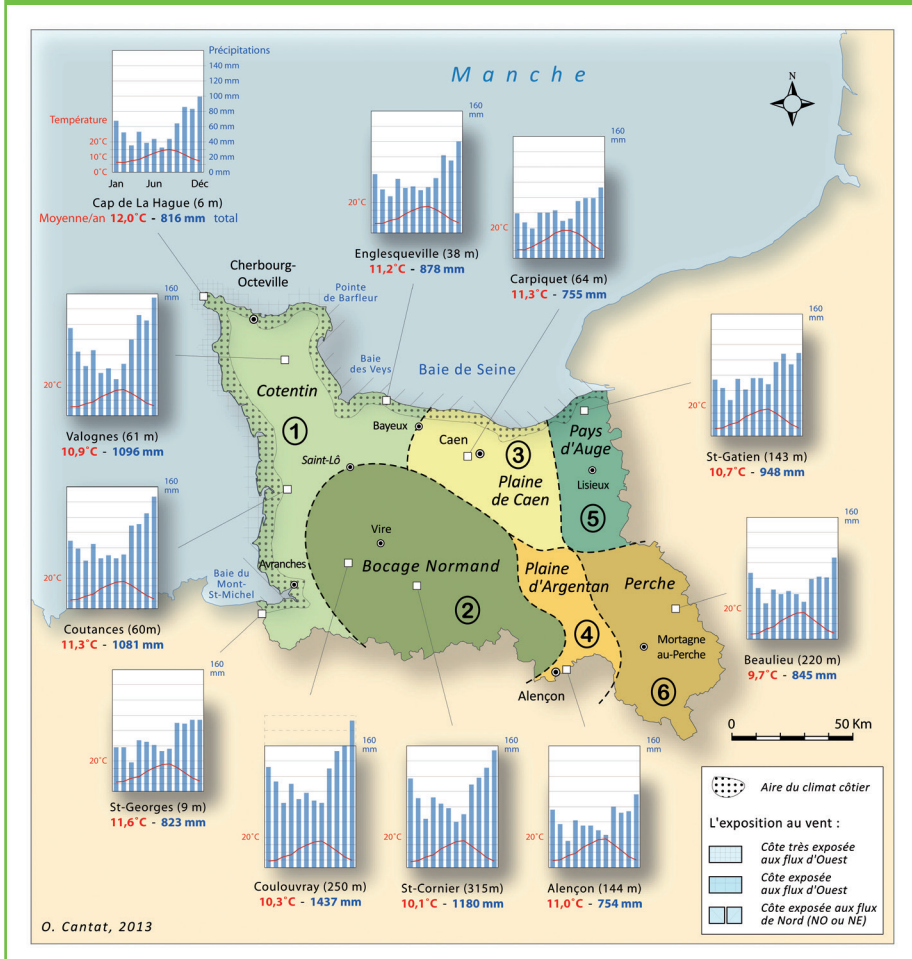 Manche
N
Précipitations
140 mm
120 mm
100 mm
80 mm
60 mm
40 mm
20 mm
0 mm
Température
20°C
10°C
0°C
Jan Jun Déc
Cap de La Hague (6 m)
Moyenne/an 12,0°C - 816 mm total
160
mm
20°C
Englesqueville (38 m)
11,2°C - 878 mm
160
mm
20°C
Carpiquet (64 m)
11,3°C - 755 mm
160
mm
20°C
Valognes (61 m)
10,9°C - 1096 mm
160
mm
20°C
St-Gatien (143 m)
10,7°C - 948 mm
160
mm
20°C
Coutances (60m)
11,3°C - 1081 mm
160
mm
20°C
Beaulieu (220 m)
9,7°C - 845 mm
160
mm
20°C
St-Georges (9 m)
11,6°C - 823 mm
160
mm
20°C
Coulouvray (250 m)
10,3°C - 1437 mm
160
mm
20°C
St-Cornier (315m)
10,1°C - 1180 mm
160
mm
20°C
Alençon (144 m)
11,0°C - 754 mm
Cherbourg-
Octeville
Pointe
de Barfleur
Baie
des Veys
Baie de Seine
Cotentin
1
Bayeux
Saint-Lô
Caen
3
Plaine
de Caen
Pays
d'Auge
Lisieux
5
Vire
Bocage Normand
2
Avranches
Baie du
Mont-
St-Michel
Plaine
d'Argentan
4
Alençon
Perche
Mortagne
au-Perche
6
0 50 Km
Aire du climat côtier
L'exposition au vent :
Côte très exposée
aux flux d'Ouest
Côte exposée
aux flux d'Ouest
Côte exposée aux flux
de Nord (NO ou NE)
O. Cantat, 2013